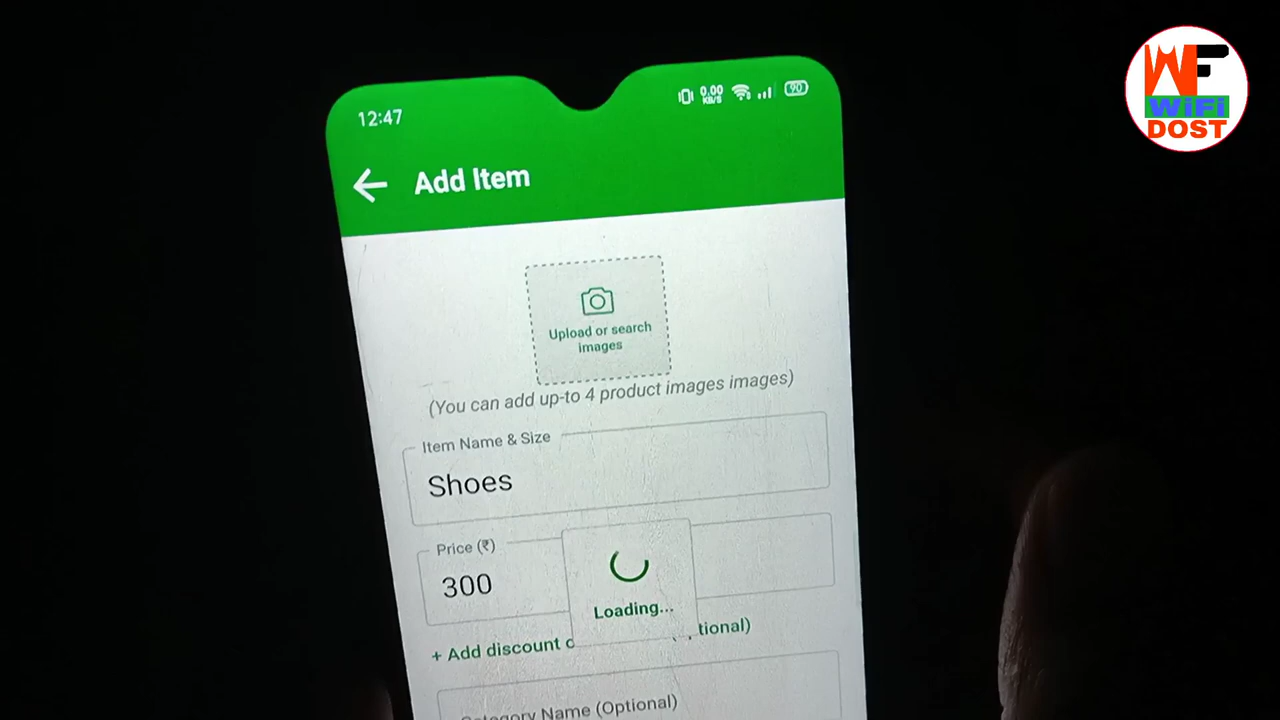 12:47
0.00
KB/S
90
WF
WiFi
DOST
Add Item
Upload or search
images
(You can add up-to 4 product images images)
Item Name & Size
Shoes
Price (₹)
300
Loading...
+ Add discount
Category Name (Optional)